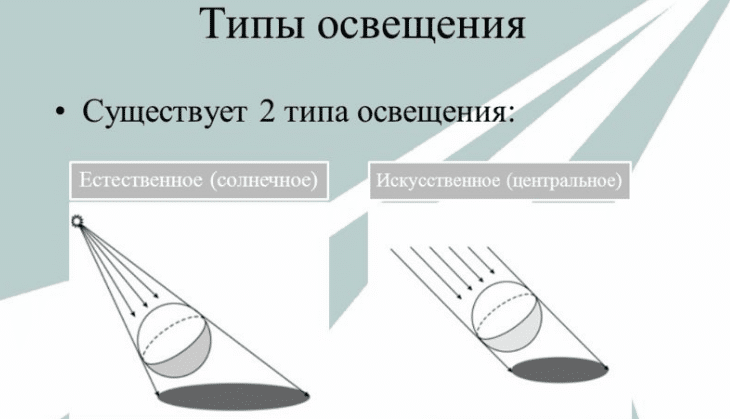 Типы освещения
• Существует 2 типа освещения:
Естественное (солнечное)
Искусственное (центральное)